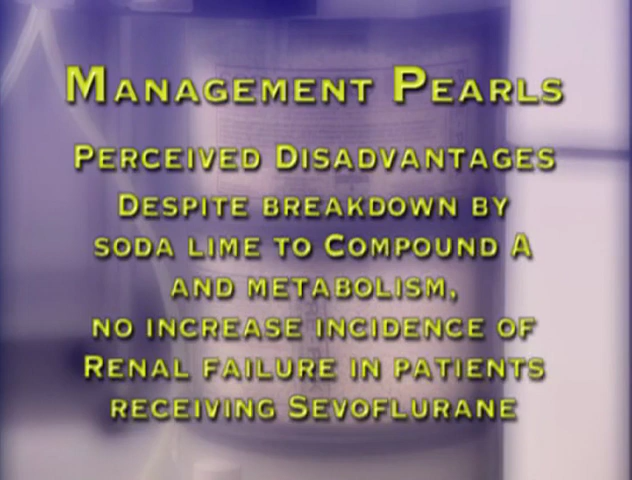 Management Pearls
Perceived Disadvantages
Despite breakdown by
soda lime to Compound A
and metabolism,
no increase incidence of
Renal failure in patients
receiving Sevoflurane